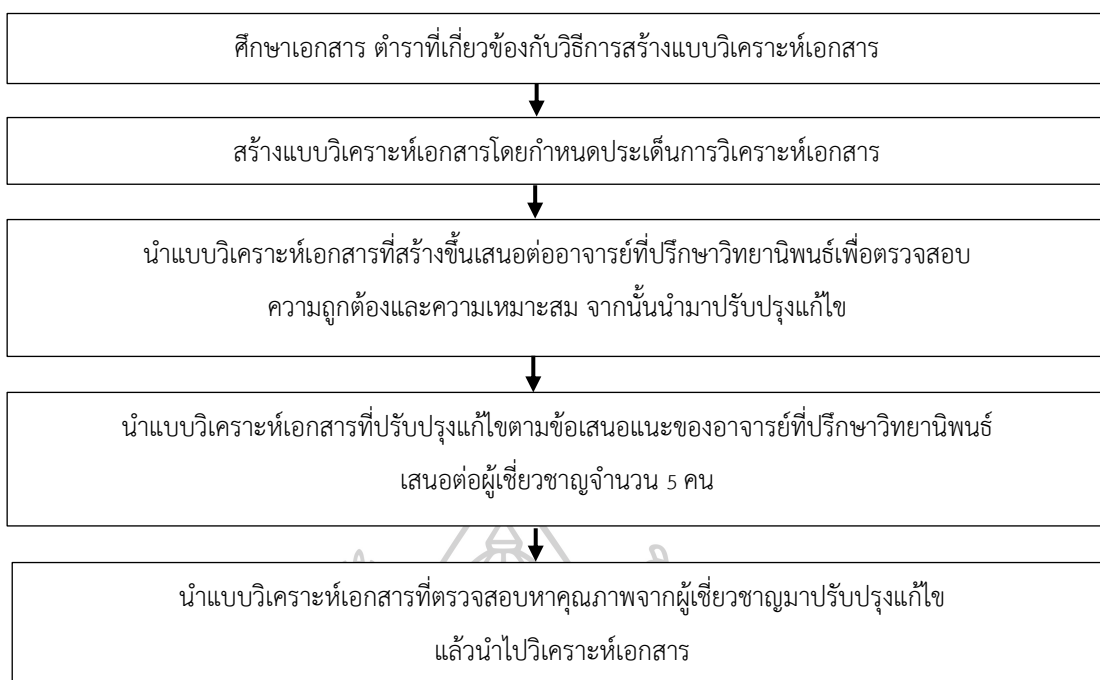 ศึกษาเอกสาร ตำราที่เกี่ยวข้องกับวิธีการสร้างแบบวิเคราะห์เอกสาร
สร้างแบบวิเคราะห์เอกสารโดยกำหนดประเด็นการวิเคราะห์เอกสาร
นำแบบวิเคราะห์เอกสารที่สร้างขึ้นเสนอต่ออาจารย์ที่ปรึกษาวิทยานิพนธ์เพื่อตรวจสอบ
ความถูกต้องและความเหมาะสม จากนั้นนำมาปรับปรุงแก้ไข
นำแบบวิเคราะห์เอกสารที่ปรับปรุงแก้ไขตามข้อเสนอแนะของอาจารย์ที่ปรึกษาวิทยานิพนธ์
เสนอต่อผู้เชี่ยวชาญจำนวน 5 คน
นำแบบวิเคราะห์เอกสารที่ตรวจสอบหาคุณภาพจากผู้เชี่ยวชาญมาปรับปรุงแก้ไข
แล้วนำไปวิเคราะห์เอกสาร